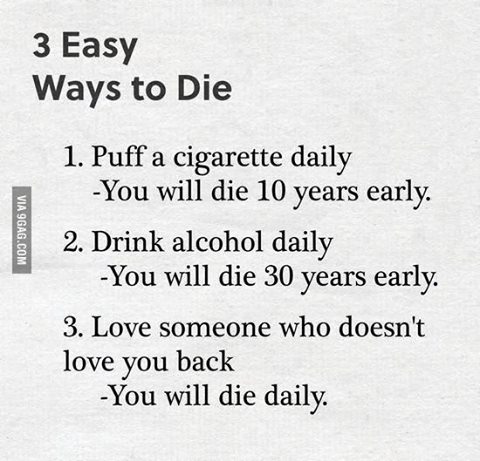 3 Easy
Ways to Die
1. Puff a cigarette daily
-You will die 10 years early.
2. Drink alcohol daily
-You will die 30 years early.
3. Love someone who doesn't
love you back
-You will die daily.
VIA 9GAG.COM